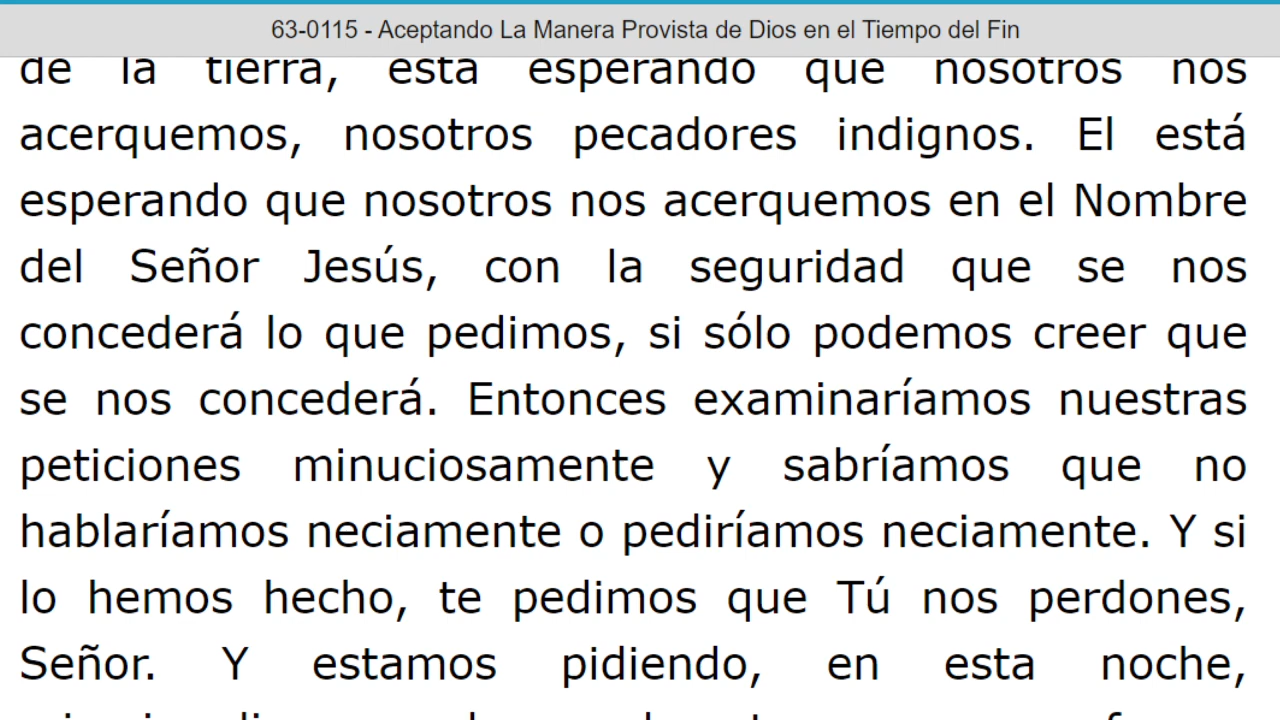 63-0115 - Aceptando La Manera Provista de Dios en el Tiempo del Fin
de la tierra, está esperando que nosotros nos
acerquemos, nosotros pecadores indignos. El está
esperando que nosotros nos acerquemos en el Nombre
del Señor Jesús, con la seguridad que se nos
concederá lo que pedimos, si sólo podemos creer que
se nos concederá. Entonces examinaríamos nuestras
peticiones minuciosamente y sabríamos que no
hablaríamos neciamente o pediríamos neciamente. Y si
lo hemos hecho, te pedimos que Tú nos perdones,
Señor. Y estamos pidiendo, en esta noche,